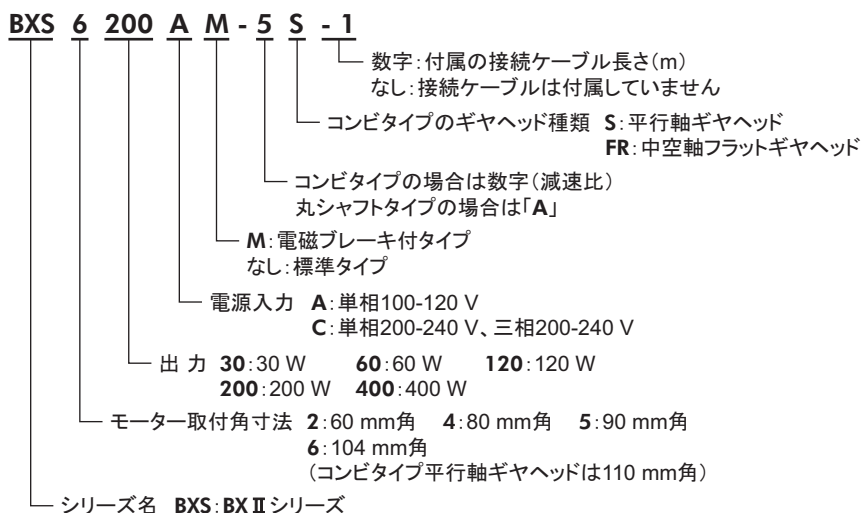 BXS 6 200 A M - 5 S - 1
数字:付属の接続ケーブル長さ(m)
なし:接続ケーブルは付属していません
コンビタイプのギヤヘッド種類 S:平行軸ギヤヘッド
FR:中空軸フラットギヤヘッド
コンビタイプの場合は数字(減速比)
丸シャフトタイプの場合は「A」
M:電磁ブレーキ付タイプ
なし:標準タイプ
電源入力 A:単相100-120 V
C:単相200-240 V、三相200-240 V
出 力 30:30 W 60:60 W 120:120 W
200:200 W 400:400 W
モーター取付角寸法 2:60 mm角 4:80 mm角 5:90 mm角
6:104 mm角
(コンビタイプ平行軸ギヤヘッドは110 mm角)
シリーズ名 BXS:BXⅡシリーズ